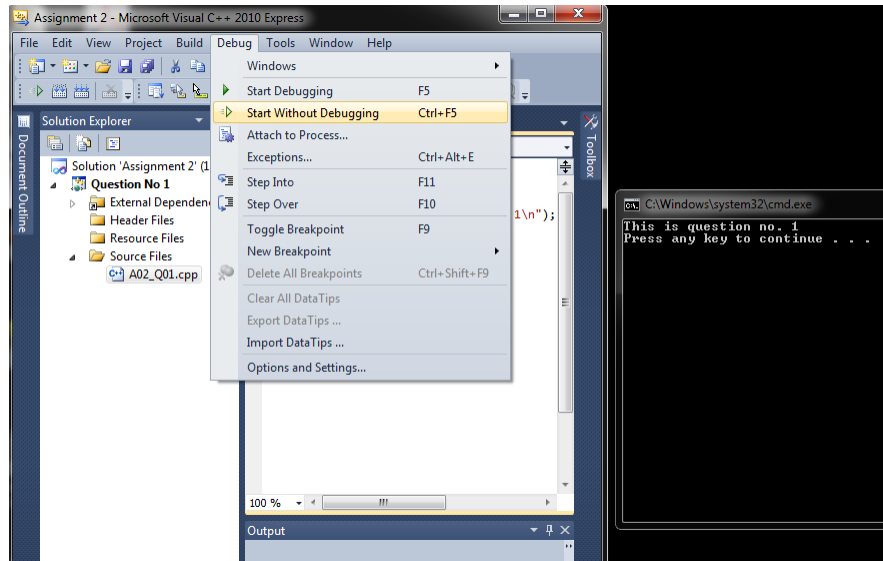 Assignment 2 - Microsoft Visual C++ 2010 Express
File Edit View Project Build Debug Tools Window Help
Windows
Start Debugging F5
Start Without Debugging Ctrl+F5
Attach to Process...
Exceptions... Ctrl+Alt+E
Step Into F11
Step Over F10
Toggle Breakpoint F9
New Breakpoint
Delete All Breakpoints Ctrl+Shift+F9
Clear All DataTips
Export DataTips ...
Import DataTips ...
Options and Settings...
Document Outline
Solution Explorer
Solution 'Assignment 2' (1
Question No 1
External Dependen
Header Files
Resource Files
Source Files
A02_Q01.cpp
1\n");
100 %
Output
Toolbox
C:\Windows\system32\cmd.exe
This is question no. 1
Press any key to continue . . .